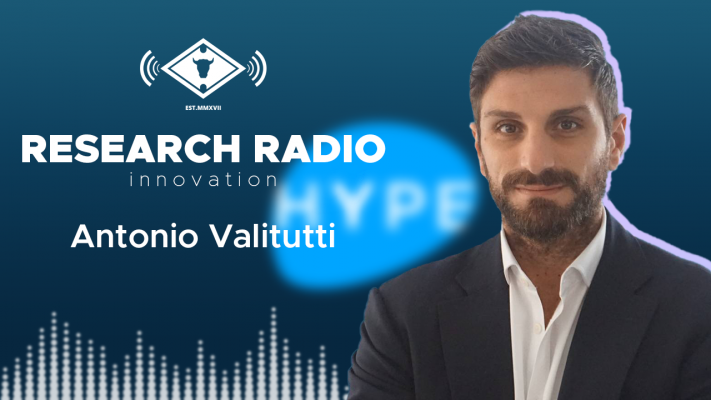 EST.MMXVII
RESEARCH RADIO
innovation
HYPE
Antonio Valitutti